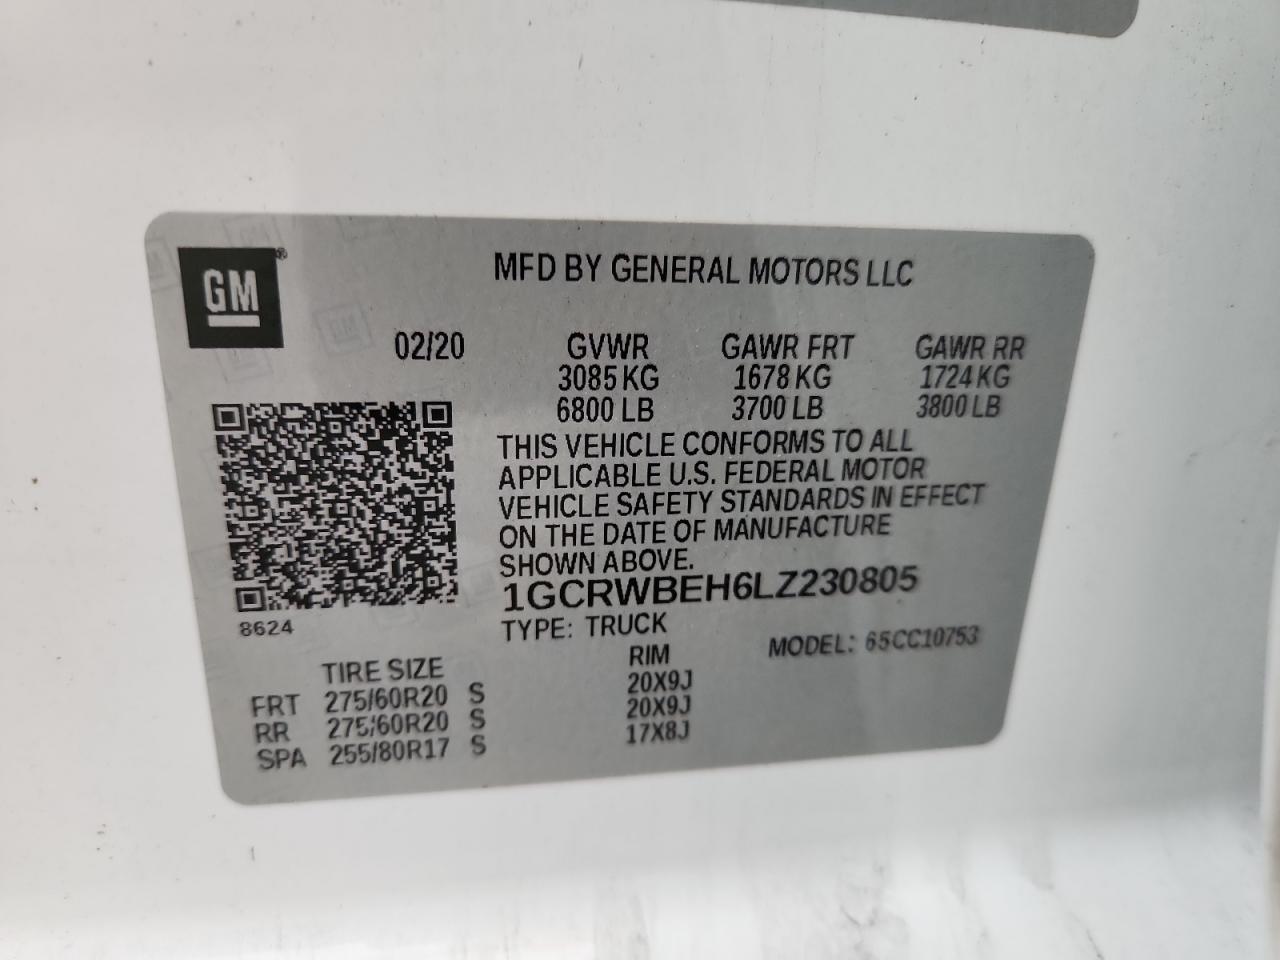 GM®
MFD BY GENERAL MOTORS LLC
02/20 GVWR GAWR FRT GAWR RR
3085 KG 1678 KG 1724 KG
6800 LB 3700 LB 3800 LB
THIS VEHICLE CONFORMS TO ALL
APPLICABLE U.S. FEDERAL MOTOR
VEHICLE SAFETY STANDARDS IN EFFECT
ON THE DATE OF MANUFACTURE
SHOWN ABOVE.
1GCRWBEH6LZ230805
8624
TYPE: TRUCK MODEL: 65CC10753
TIRE SIZE RIM
FRT 275/60R20 S 20X9J
RR 275/60R20 S 20X9J
SPA 255/80R17 S 17X8J